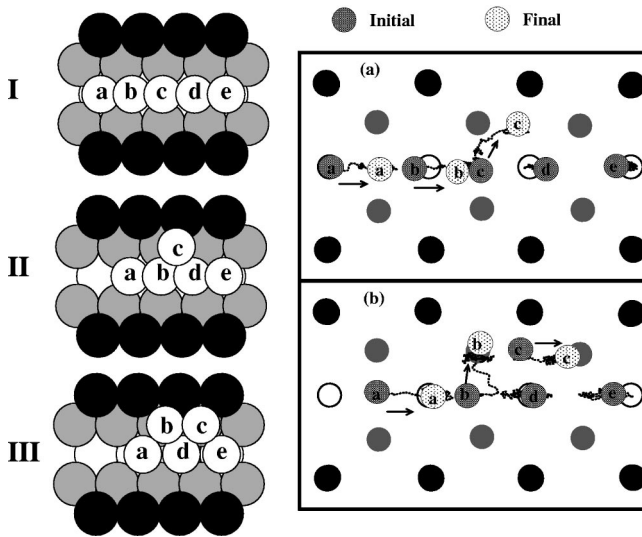 Initial Final
I
a b c d e
II
c
a b d e
III
b c
a d e
(a)
c
a a b b c d e
(b)
b c c
a a b d e